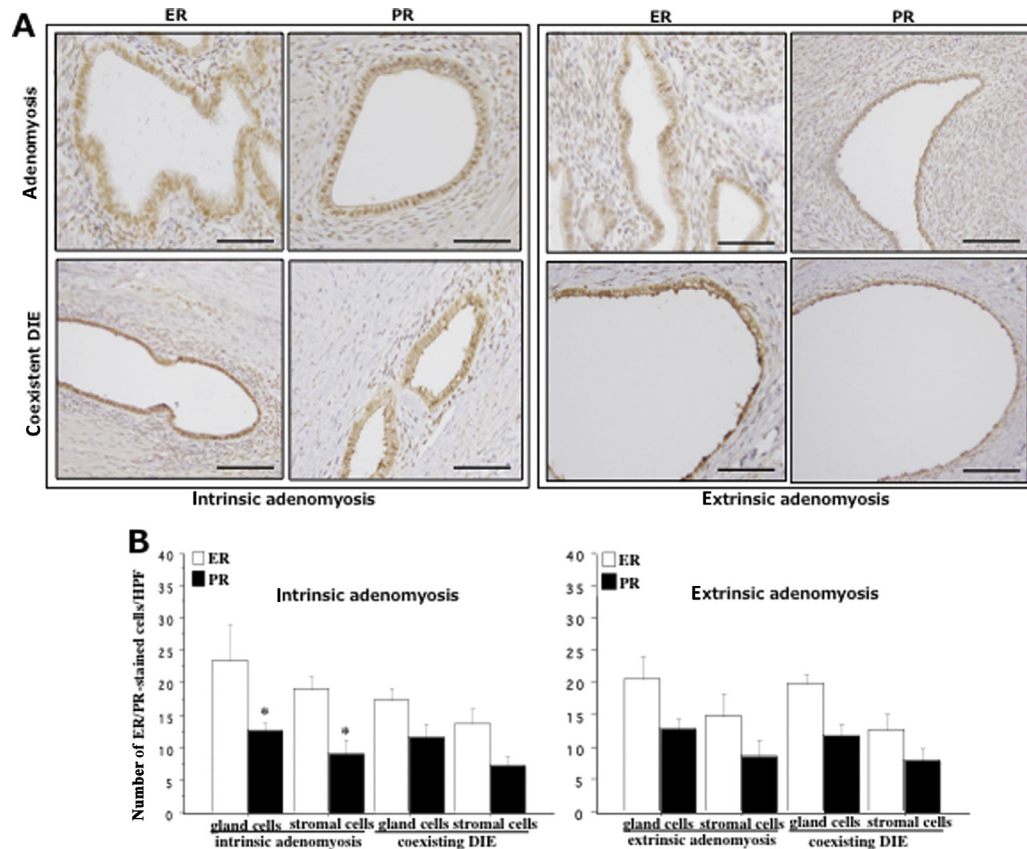 A
ER PR ER PR
Adenomyosis
Coexistent DIE
Intrinsic adenomyosis Extrinsic adenomyosis
B
Number of ER/PR-stained cells/HPF
40
35
30
25
20
15
10
5
0
ER
PR
Intrinsic adenomyosis
*
*
gland cells stromal cells gland cells stromal cells
intrinsic adenomyosis coexisting DIE
40
35
30
25
20
15
10
5
0
ER
PR
Extrinsic adenomyosis
gland cells stromal cells gland cells stromal cells
extrinsic adenomyosis coexisting DIE